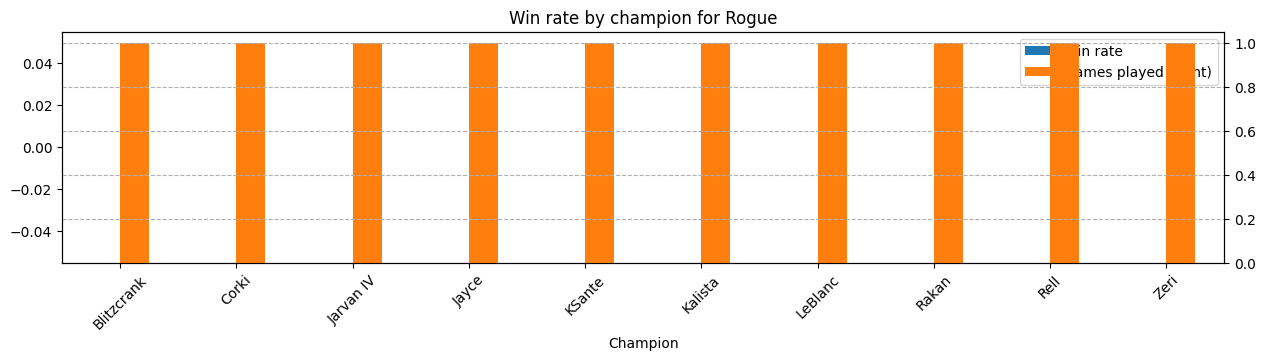 Win rate by champion for Rogue
0.04
0.02
0.00
−0.02
−0.04
rate
played
1.0
0.8
0.6
0.4
0.2
0.0
Blitzcrank
Corki
Jarvan IV
Jayce
KSante
Kalista
LeBlanc
Rakan
Rell
Zeri
Champion